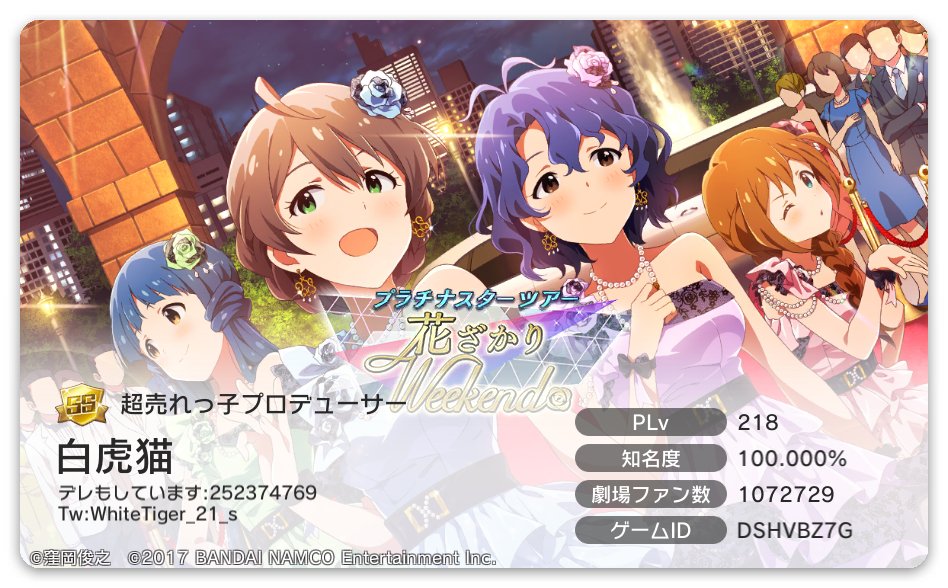 プラチナスターツアー
花ざかり
Weekend
SS 超売れっ子プロデューサー
白虎猫
デレもしています:252374769
Tw:WhiteTiger_21_s
PLv 218
知名度 100.000%
劇場ファン数 1072729
ゲームID DSHVBZ7G
©窪岡俊之 ©2017 BANDAI NAMCO Entertainment Inc.